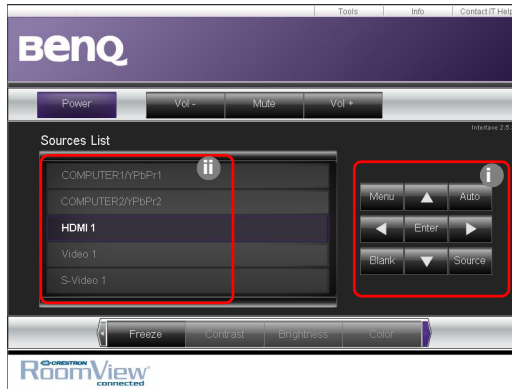 Tools Info Contact IT Help
BenQ
Power Vol - Mute Vol +
Interface 2.5.
Sources List
ii
i
COMPUTER1/YPbPr1
COMPUTER2/YPbPr2
HDMI 1
Video 1
S-Video 1
Menu Auto
Enter
Blank Source
Freeze Contrast Brightness Color
CRESTRON
RoomView
connected